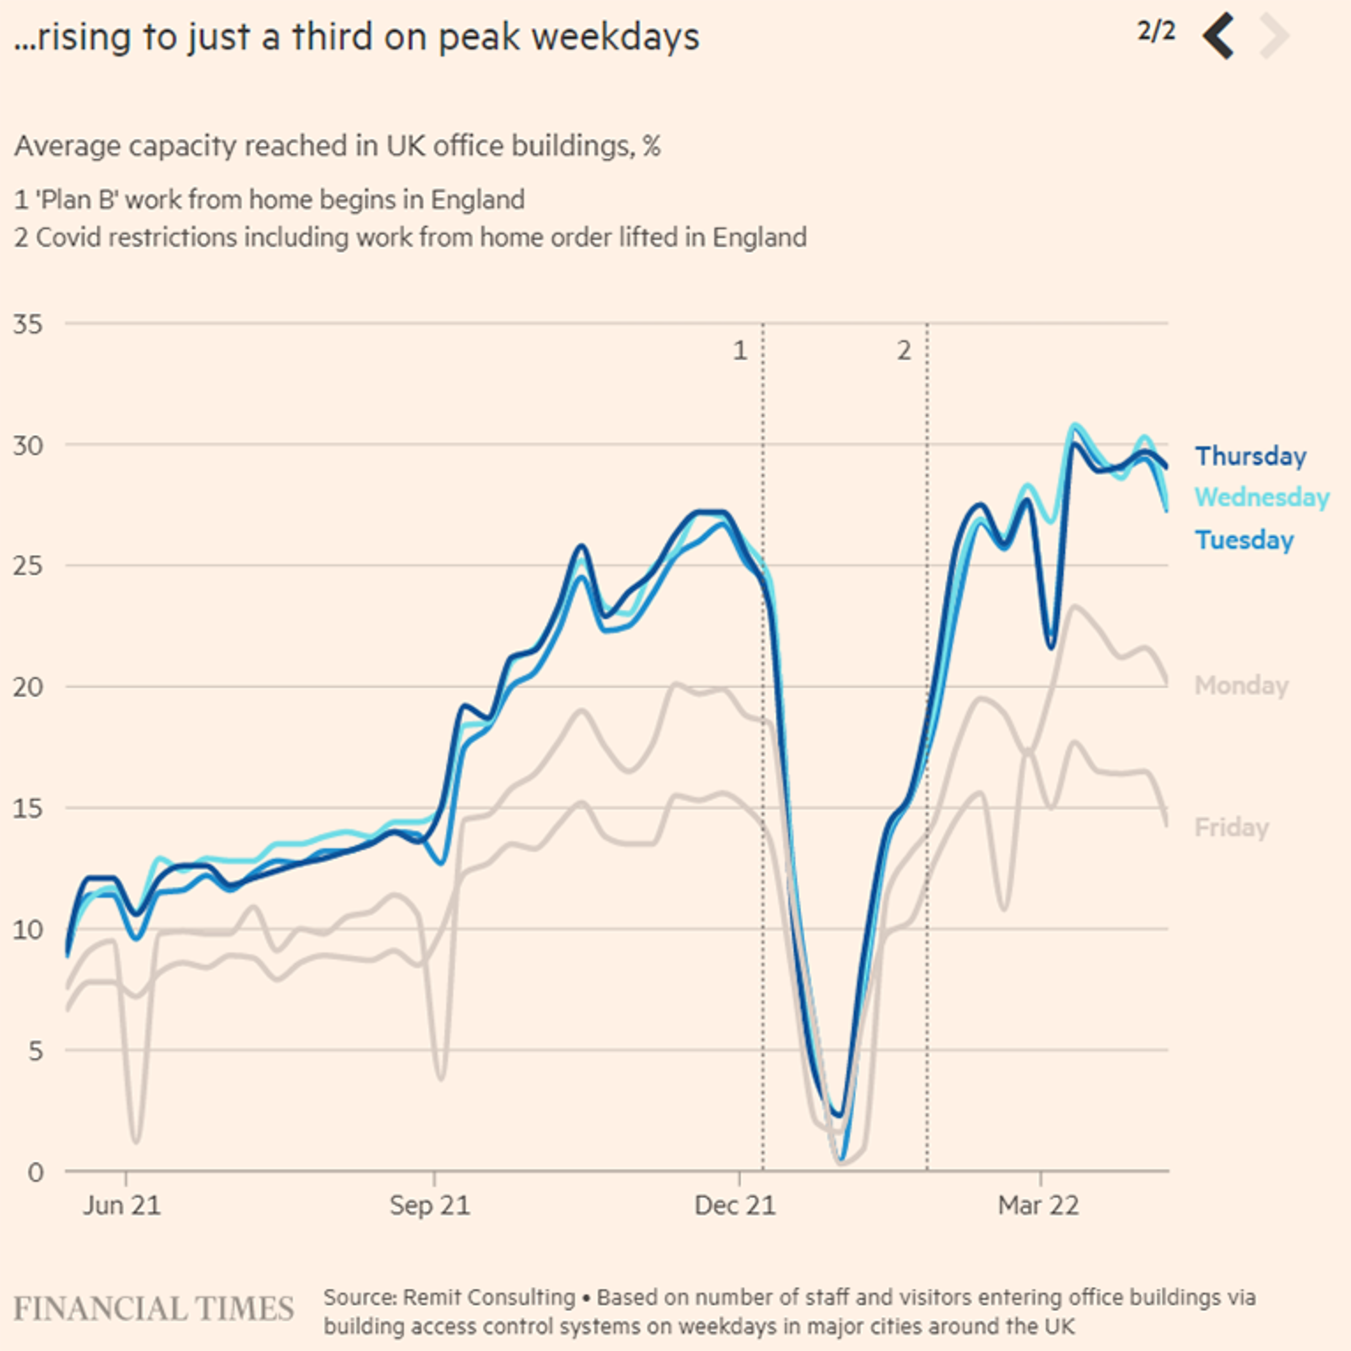 ...rising to just a third on peak weekdays
2/2
Average capacity reached in UK office buildings, %
1 'Plan B' work from home begins in England
2 Covid restrictions including work from home order lifted in England
35
1
2
30
Thursday
Wednesday
Tuesday
25
20
Monday
15
Friday
10
5
0
Jun 21
Sep 21
Dec 21
Mar 22
FINANCIAL TIMES
Source: Remit Consulting • Based on number of staff and visitors entering office buildings via
building access control systems on weekdays in major cities around the UK